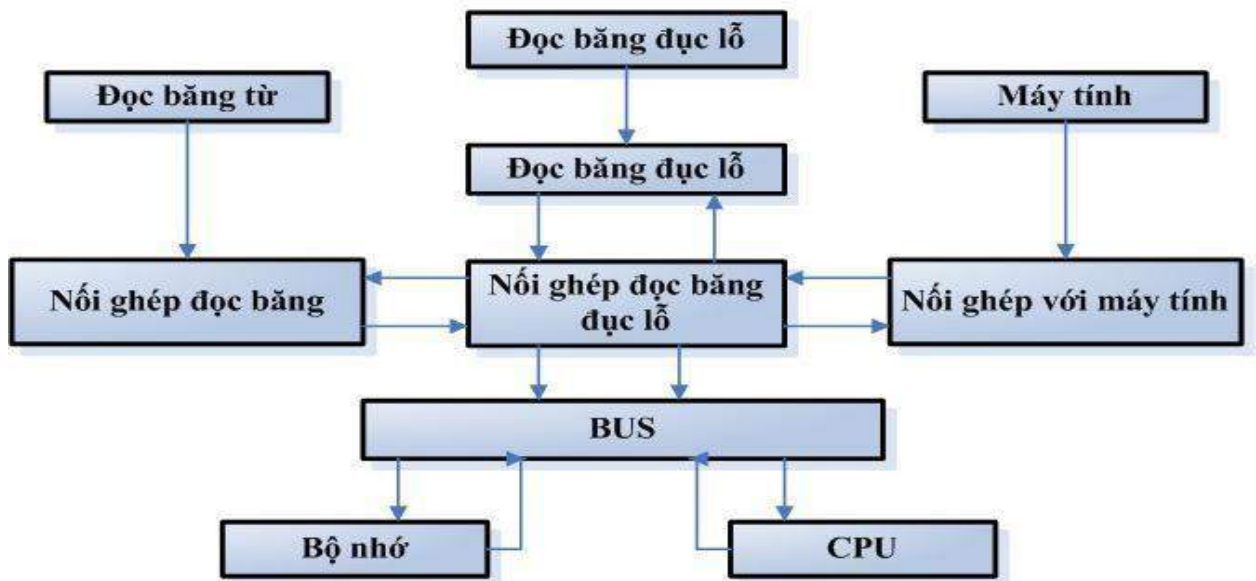 Đọc băng đục lỗ
Đọc băng từ
Máy tính
Đọc băng đục lỗ
Nối ghép đọc băng
Nối ghép đọc băng
đục lỗ
Nối ghép với máy tính
BUS
Bộ nhớ
CPU